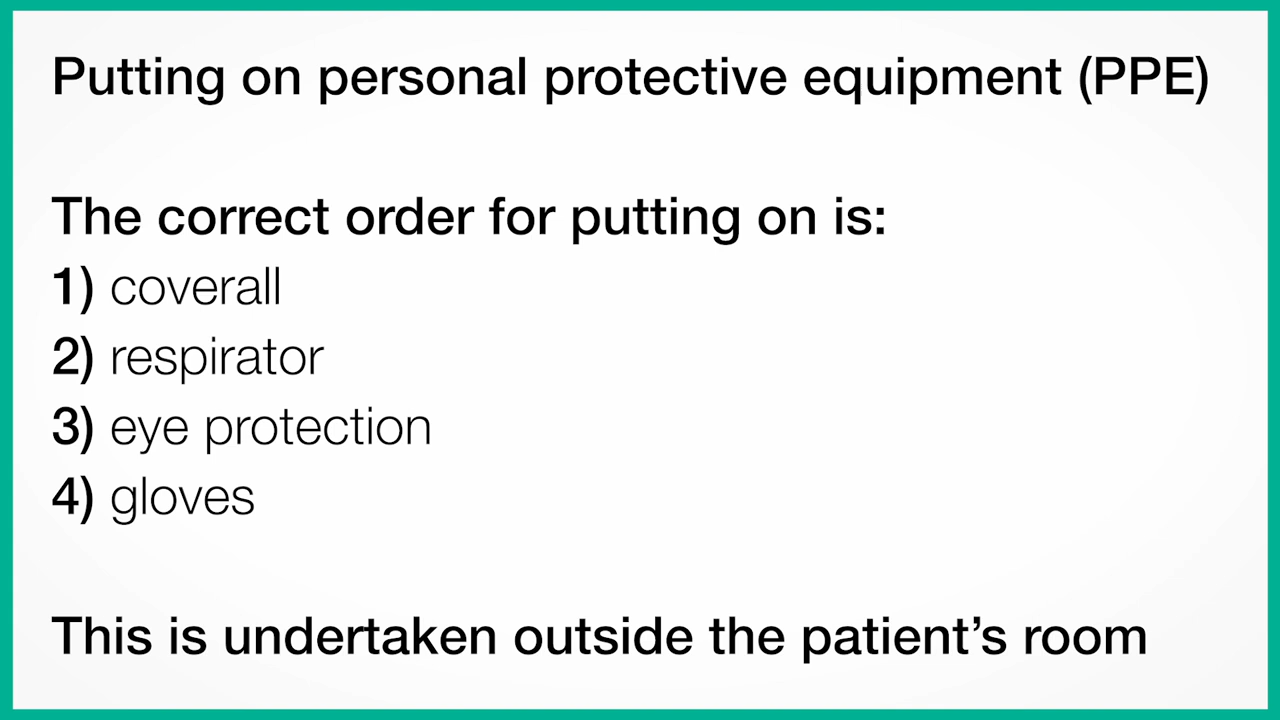 Putting on personal protective equipment (PPE)
The correct order for putting on is:
1) coverall
2) respirator
3) eye protection
4) gloves
This is undertaken outside the patient’s room